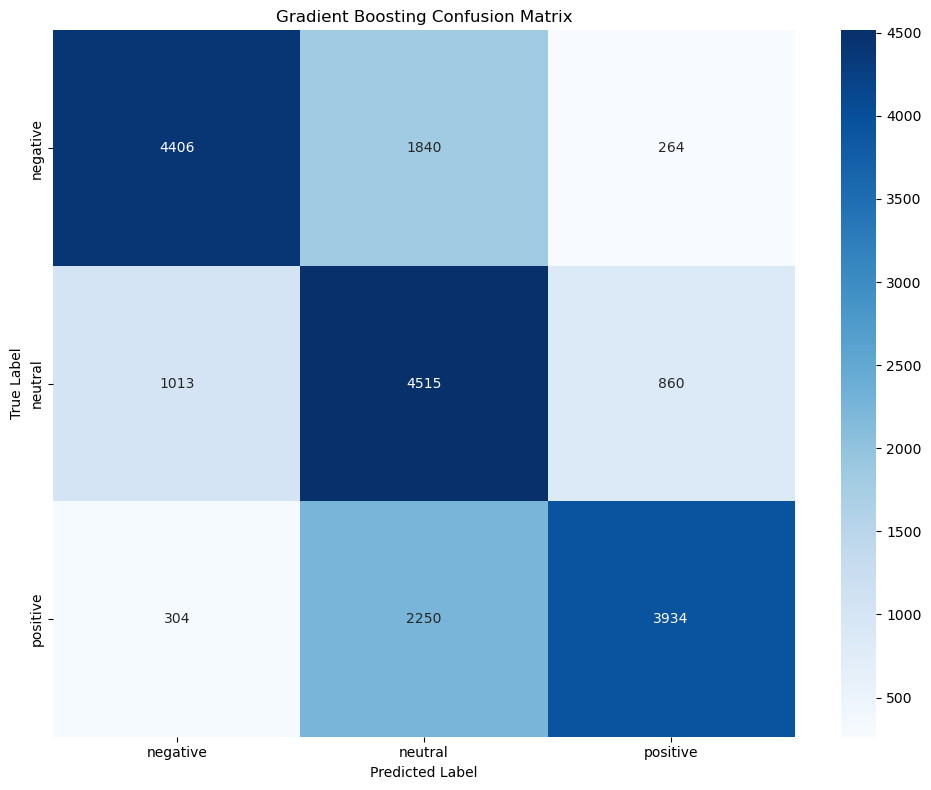 Gradient Boosting Confusion Matrix
True Label
negative
neutral
positive
4406 1840 264
1013 4515 860
304 2250 3934
negative neutral positive
Predicted Label
4500
4000
3500
3000
2500
2000
1500
1000
500